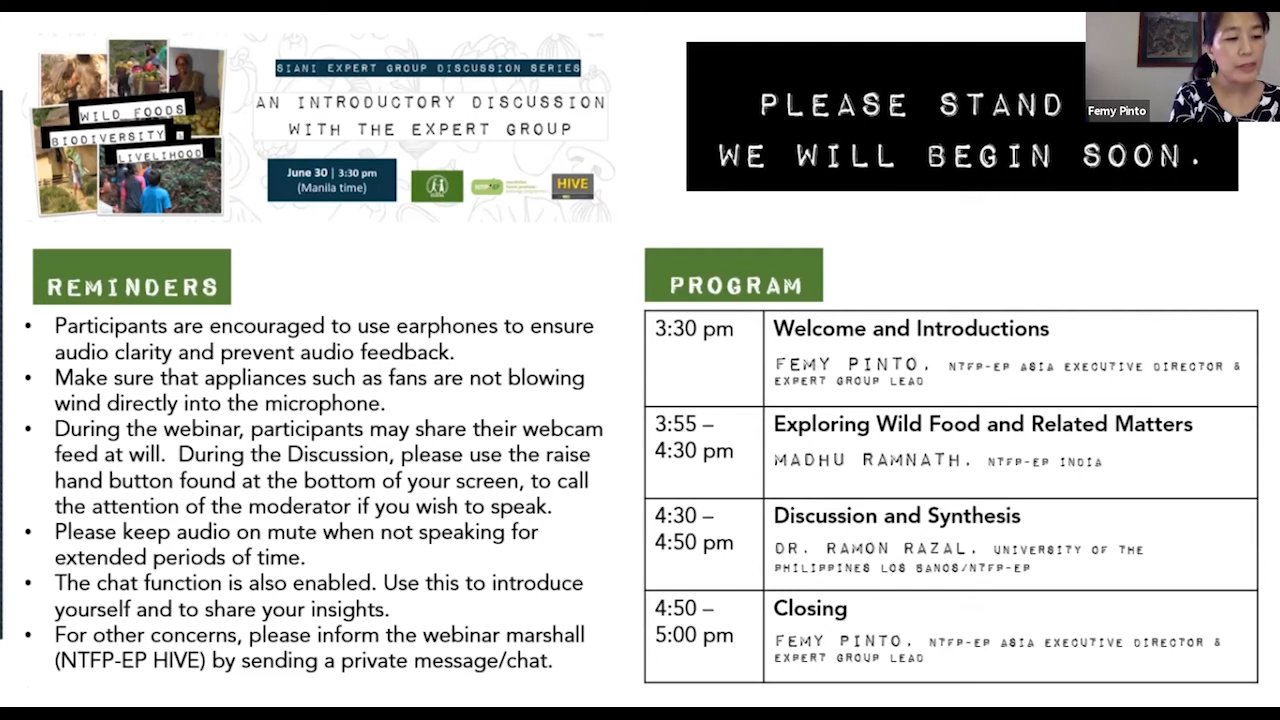 SIANI EXPERT GROUP DISCUSSION SERIES
AN INTRODUCTORY DISCUSSION
WITH THE EXPERT GROUP
WILD FOODS
BIODIVERSITY &
LIVELIHOOD
June 30 | 3:30 pm
(Manila time)
NTFP-EP
HIVE
PLEASE STAND
WE WILL BEGIN SOON.
Femy Pinto
REMINDERS
• Participants are encouraged to use earphones to ensure
audio clarity and prevent audio feedback.
• Make sure that appliances such as fans are not blowing
wind directly into the microphone.
• During the webinar, participants may share their webcam
feed at will. During the Discussion, please use the raise
hand button found at the bottom of your screen, to call
the attention of the moderator if you wish to speak.
• Please keep audio on mute when not speaking for
extended periods of time.
• The chat function is also enabled. Use this to introduce
yourself and to share your insights.
• For other concerns, please inform the webinar marshall
(NTFP-EP HIVE) by sending a private message/chat.
PROGRAM
3:30 pm
Welcome and Introductions
FEMY PINTO, NTFP-EP ASIA EXECUTIVE DIRECTOR &
EXPERT GROUP LEAD
3:55 –
4:30 pm
Exploring Wild Food and Related Matters
MADHU RAMNATH, NTFP-EP INDIA
4:30 –
4:50 pm
Discussion and Synthesis
DR. RAMON RAZAL, UNIVERSITY OF THE
PHILIPPINES LOS BANOS/NTFP-EP
4:50 –
5:00 pm
Closing
FEMY PINTO, NTFP-EP ASIA EXECUTIVE DIRECTOR &
EXPERT GROUP LEAD